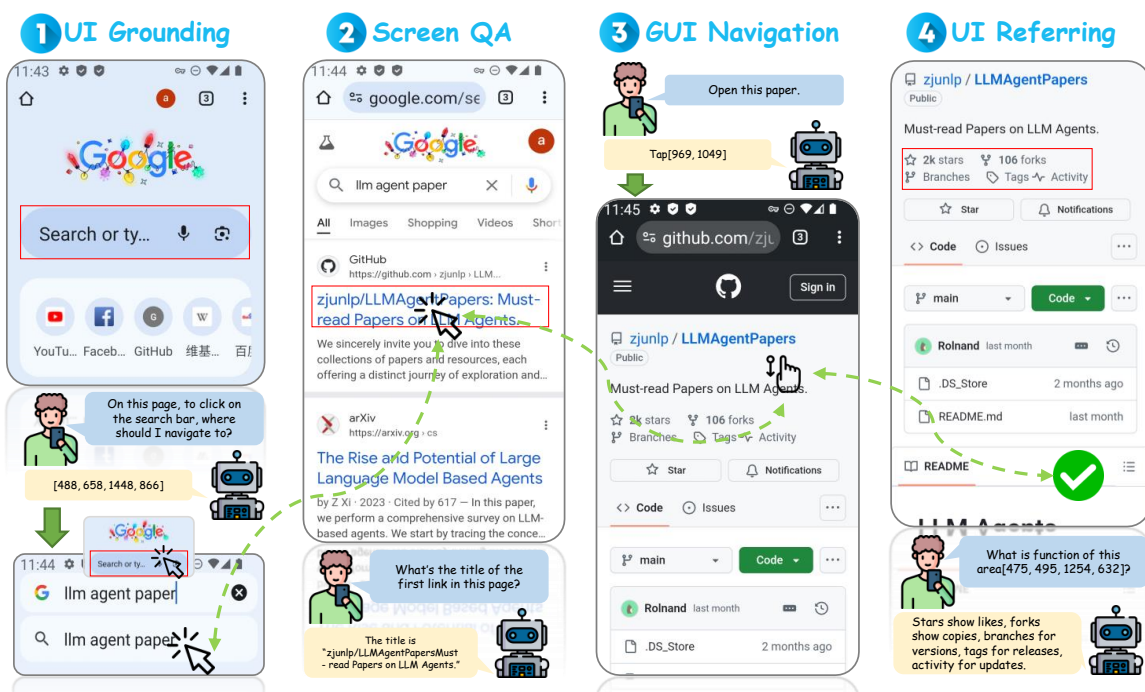 1 UI Grounding
11:43
a
3
Google
Search or ty...
G
W
YouTu... Faceb... GitHub 维基...
On this page, to click on
the search bar, where
should I navigate to?
[488, 658, 1448, 866]
Google
Search or ty...
11:44
llm agent paper
llm agent paper
2 Screen QA
11:44
google.com/se
3
Google
a
llm agent paper
All Images Shopping Videos Short
GitHub
https://github.com › zjunlp › LLM...
zjunlp/LLMAgentPapers: Must-
read Papers on LLM Agents.
We sincerely invite you to dive into these
collections of papers and resources, each
offering a distinct journey of exploration and...
arXiv
https://arxiv.org › cs
The Rise and Potential of Large
Language Model Based Agents
by Z Xi · 2023 · Cited by 617 — In this paper,
we perform a comprehensive survey on LLM-
based agents. We start by tracing the conce...
What's the title of the
first link in this page?
The title is
"zjunlp/LLMAgentPapersMust
- read Papers on LLM Agents."
3 GUI Navigation
Open this paper.
Tap[969, 1049]
11:45
github.com/zju
3
Sign in
zjunlp / LLMAgentPapers
Public
Must-read Papers on LLM Agents.
2k stars 106 forks
Branches Tags Activity
Star Notifications
<> Code Issues ...
main Code ...
Rolnand last month
.DS_Store 2 months ago
4 UI Referring
zjunlp / LLMAgentPapers
Public
Must-read Papers on LLM Agents.
2k stars 106 forks
Branches Tags Activity
Star Notifications
<> Code Issues ...
main Code ...
Rolnand last month
.DS_Store 2 months ago
README.md last month
README
LLM Agents
What is function of this
area[475, 495, 1254, 632]?
Stars show likes, forks
show copies, branches for
versions, tags for releases,
activity for updates.